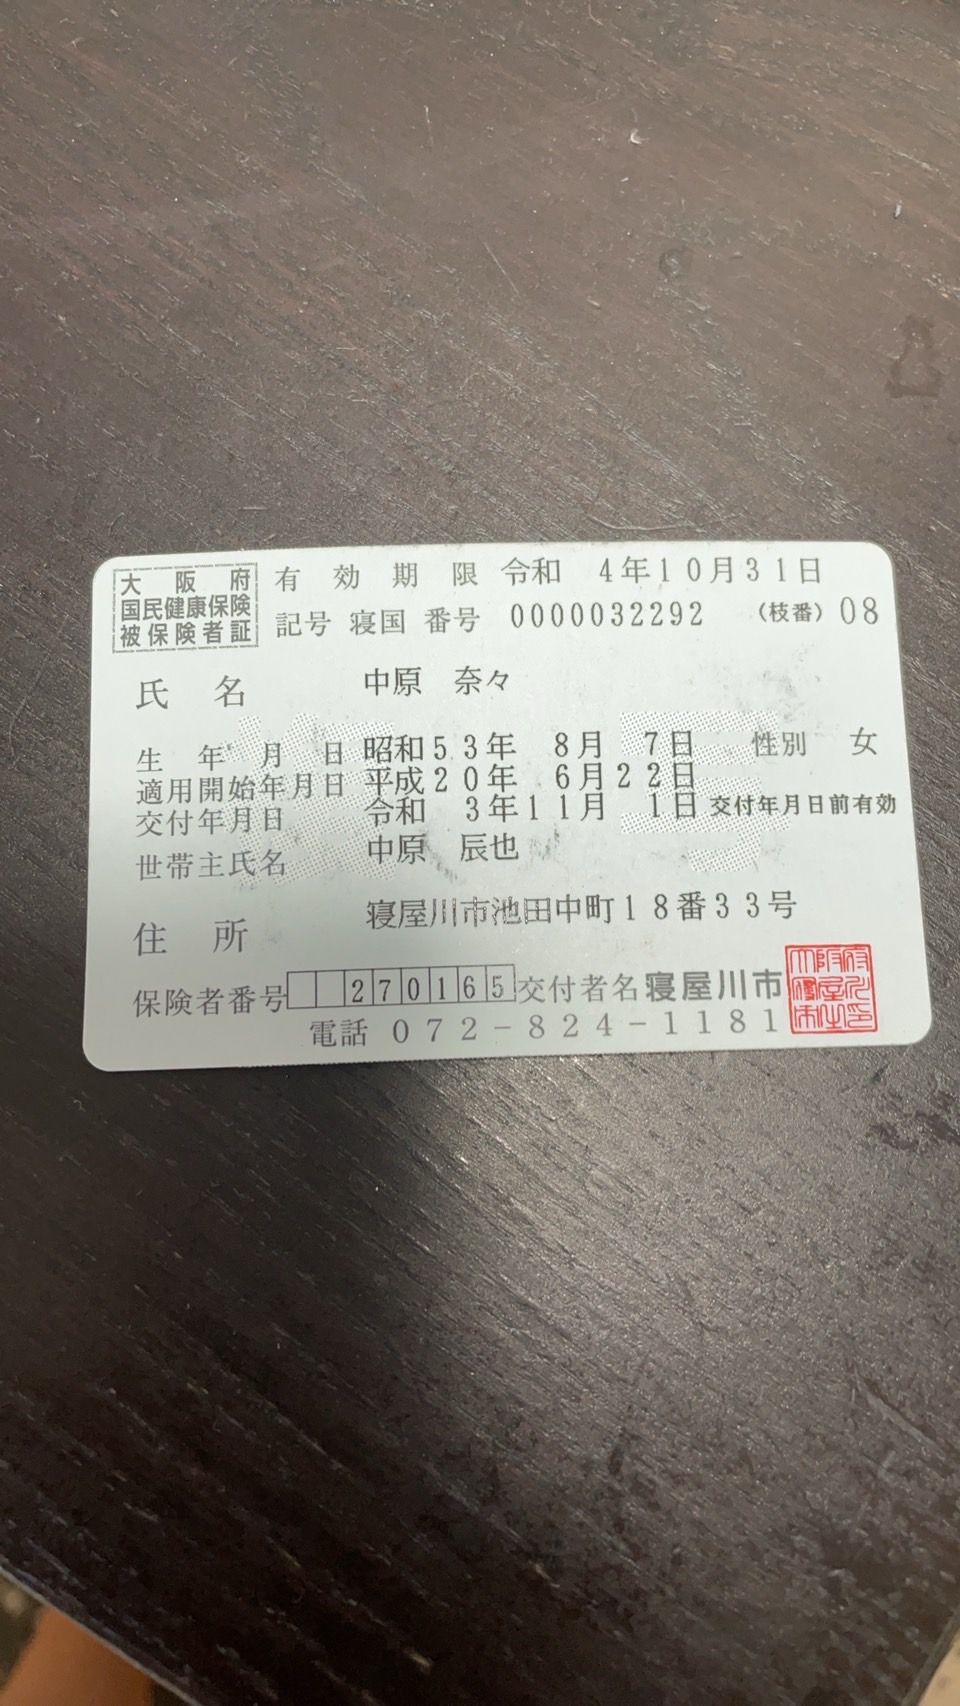 大阪府
国民健康保険
被保険者証
有効期限 令和 4年10月31日
記号 寝国 番号 0000032292 (枝番) 08
氏名 中原 奈々
生年月日 昭和53年 8月 7日 性別 女
適用開始年月日 平成20年 6月22日
交付年月日 令和 3年11月 1日 交付年月日前有効
世帯主氏名 中原 辰也
住所 寝屋川市池田中町18番33号
保険者番号 270165 交付者名 寝屋川市
電話 072-824-1181